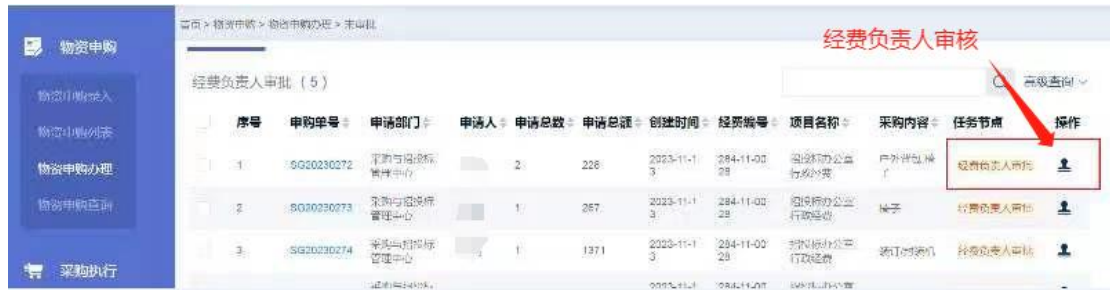 首页 > 物资申购 > 物资申购办理 > 未审批
物资申购
经费负责人审核
经费负责人审批（5）
高级查询
物资申购录入
物资申购列表
物资申购办理
物资申购查询
采购执行
序号 申购单号 申请部门 申请人 申请总数 申请总额 创建时间 经费编号 项目名称 采购内容 任务节点 操作
1 SG20230272 采购与招投标管理中心 2 226 2023-11-13 284-11-0028 招投标办公室行政经费 经费负责人审批
2 SG20230273 采购与招投标管理中心 1 267 2023-11-13 284-11-0028 招投标办公室行政经费 椅子 经费负责人审批
3 SG20230274 采购与招投标管理中心 1 1371 2023-11-13 284-11-0028 招投标办公室行政经费 经费负责人审批